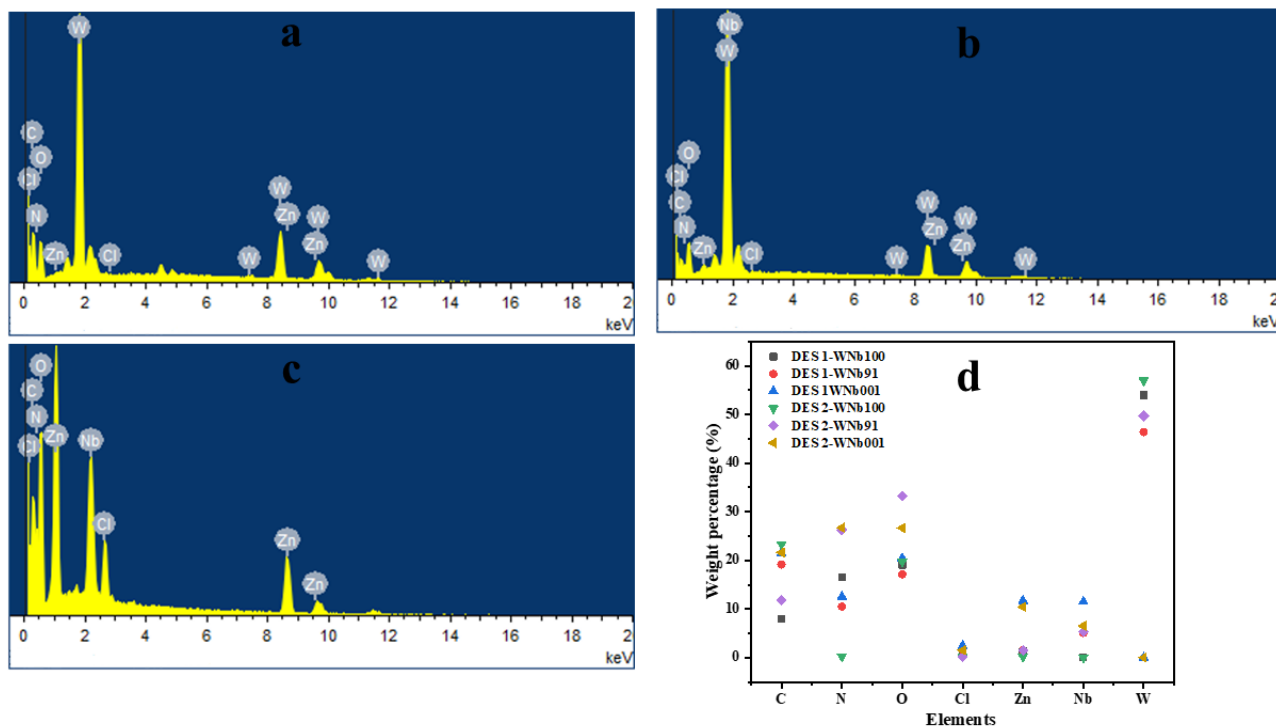 a
W
C
O
Cl
N
Zn
Cl
W
W
Zn
W
Zn
W
0 2 4 6 8 10 12 14 16 18 2
keV
b
Nb
W
O
Cl
C
N
Zn
Cl
W
W
Zn
W
Zn
W
0 2 4 6 8 10 12 14 16 18 2
keV
c
O
C
N
Cl
Zn
Nb
Cl
Zn
Zn
0 2 4 6 8 10 12 14 16 18 2
keV
d
DES 1-WNb100
DES 1-WNb91
DES 1WNb001
DES 2-WNb100
DES 2-WNb91
DES 2-WNb001
Weight percentage (%)
60
50
40
30
20
10
0
C N O Cl Zn Nb W
Elements